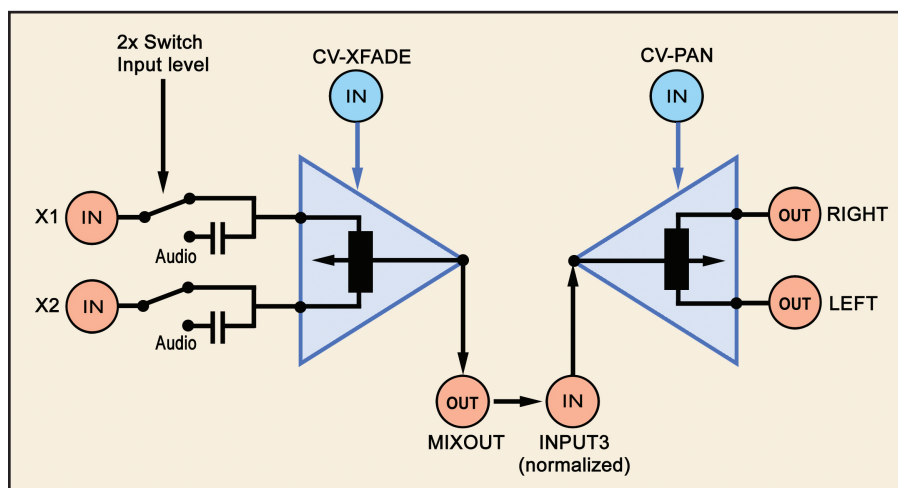 2x Switch
Input level
CV-XFADE
IN
CV-PAN
IN
X1
IN
Audio
X2
IN
Audio
OUT
RIGHT
OUT
LEFT
OUT
MIXOUT
IN
INPUT3
(normalized)